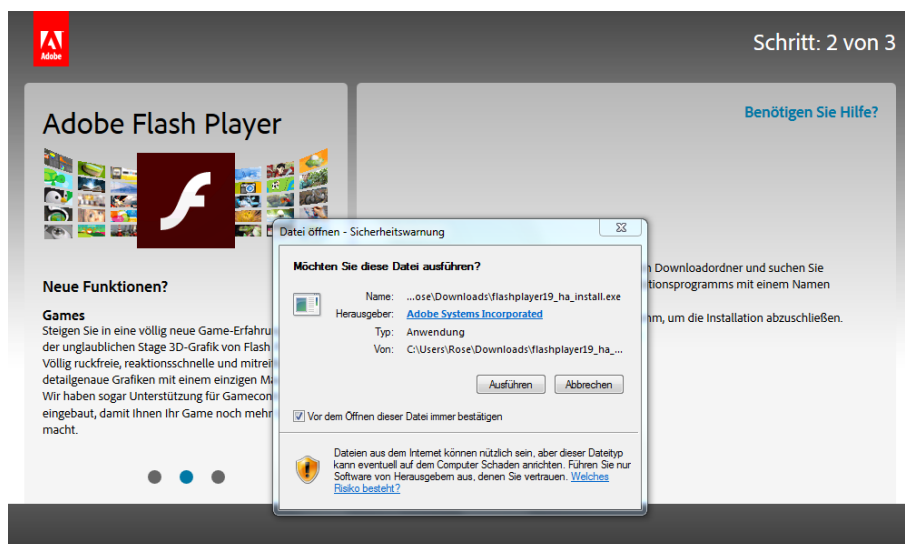 Adobe
Schritt: 2 von 3
Adobe Flash Player
Neue Funktionen?
Games
Steigen Sie in eine völlig neue Game-Erfahru
der unglaublichen Stage 3D-Grafik von Flash
Völlig ruckfreie, reaktionsschnelle und mitrei
detailgenaue Grafiken mit einem einzigen M
Wir haben sogar Unterstützung für Gamecon
eingebaut, damit Ihnen Ihr Game noch mehr
macht.
Benötigen Sie Hilfe?
n Downloadordner und suchen Sie
tionsprogramms mit einem Namen
mm, um die Installation abzuschließen.
Datei öffnen - Sicherheitswarnung
Möchten Sie diese Datei ausführen?
Name: ...ose\Downloads\flashplayer19_ha_install.exe
Herausgeber: Adobe Systems Incorporated
Typ: Anwendung
Von: C:\Users\Rose\Downloads\flashplayer19_ha_...
Ausführen Abbrechen
Vor dem Öffnen dieser Datei immer bestätigen
Dateien aus dem Internet können nützlich sein, aber dieser Dateityp
kann eventuell auf dem Computer Schaden anrichten. Führen Sie nur
Software von Herausgebern aus, denen Sie vertrauen. Welches
Risiko besteht?